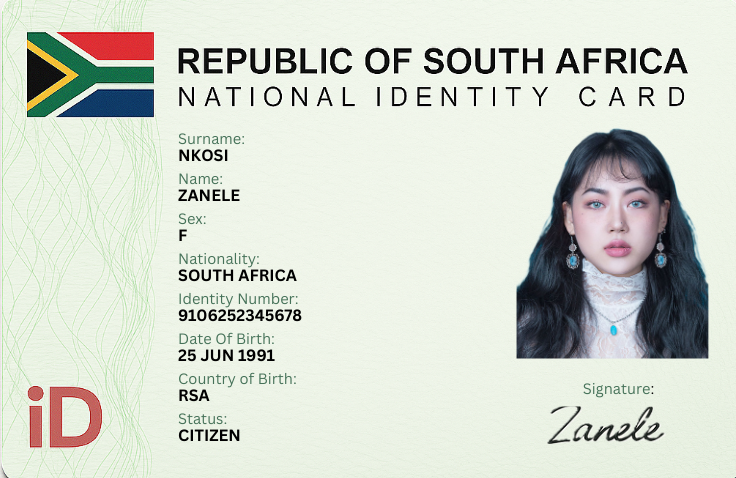 REPUBLIC OF SOUTH AFRICA
NATIONAL IDENTITY CARD
Surname:
NKOSI
Name:
ZANELE
Sex:
F
Nationality:
SOUTH AFRICA
Identity Number:
9106252345678
Date Of Birth:
25 JUN 1991
Country of Birth:
RSA
Status:
CITIZEN
iD
Signature:
Zanele